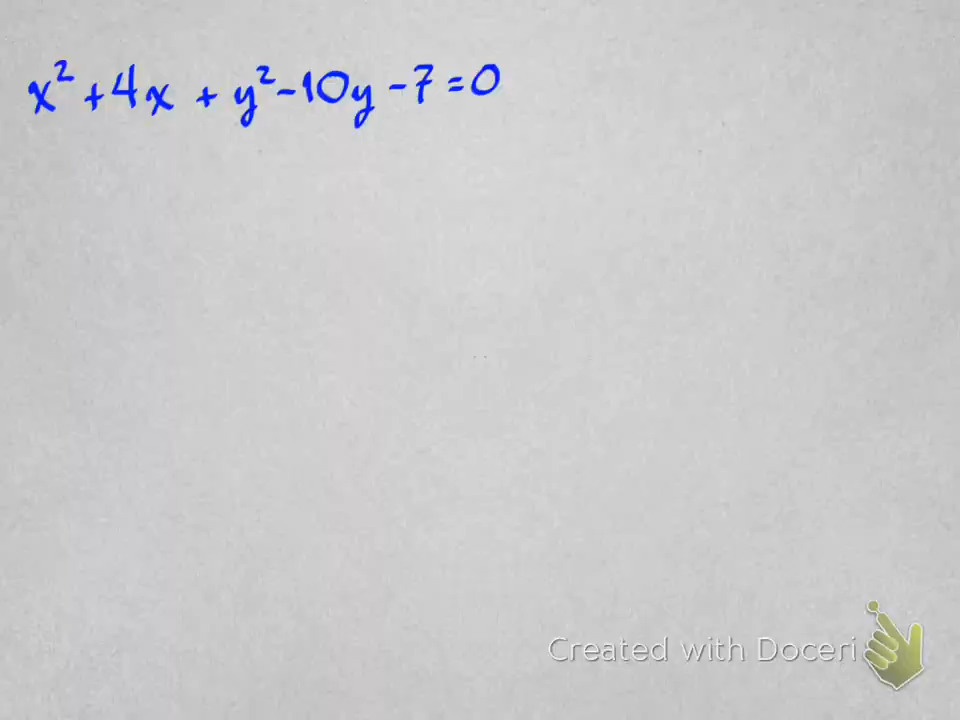 x² + 4x + y² - 10y - 7 = 0
Created with Doceri